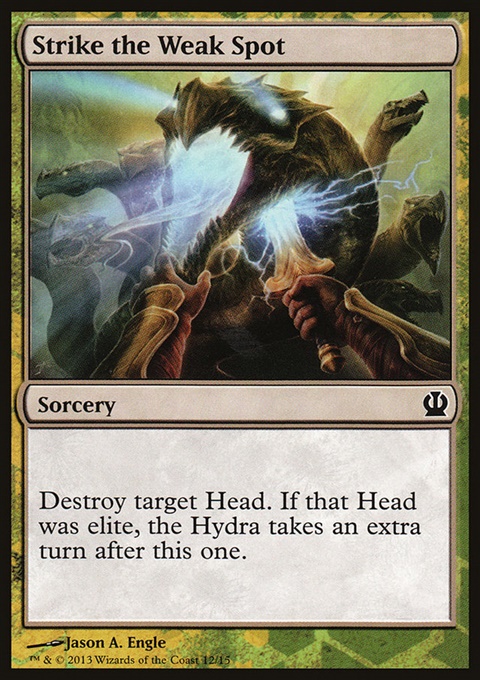 Strike the Weak Spot
Sorcery
Destroy target Head. If that Head
was elite, the Hydra takes an extra
turn after this one.
Jason A. Engle
™ & © 2013 Wizards of the Coast 12/15